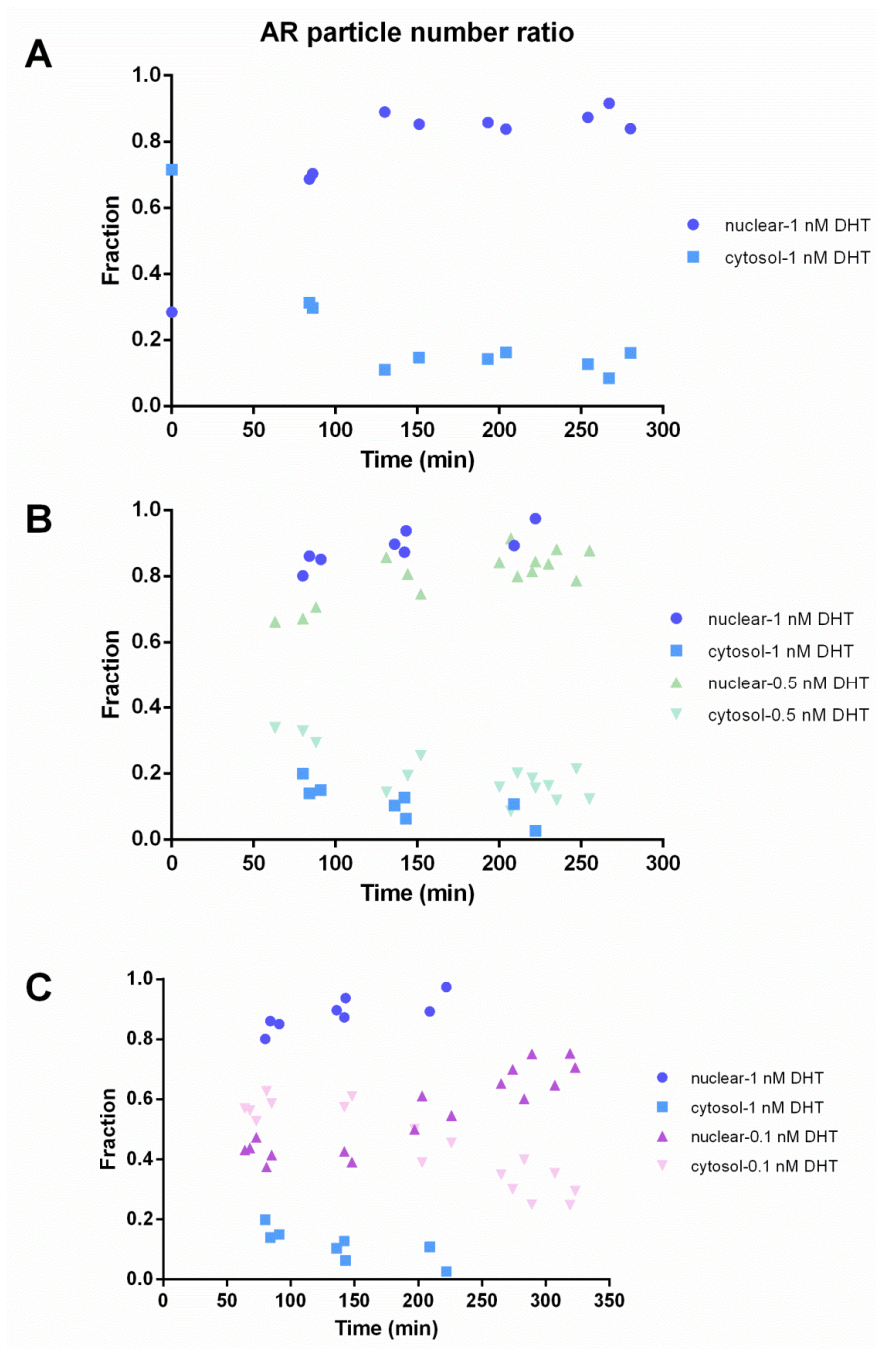 AR particle number ratio
A
1.0
0.8
0.6
0.4
0.2
0.0
Fraction
0 50 100 150 200 250 300
Time (min)
nuclear-1 nM DHT
cytosol-1 nM DHT
B
1.0
0.8
0.6
0.4
0.2
0.0
Fraction
0 50 100 150 200 250 300
Time (min)
nuclear-1 nM DHT
cytosol-1 nM DHT
nuclear-0.5 nM DHT
cytosol-0.5 nM DHT
C
1.0
0.8
0.6
0.4
0.2
0.0
Fraction
0 50 100 150 200 250 300 350
Time (min)
nuclear-1 nM DHT
cytosol-1 nM DHT
nuclear-0.1 nM DHT
cytosol-0.1 nM DHT